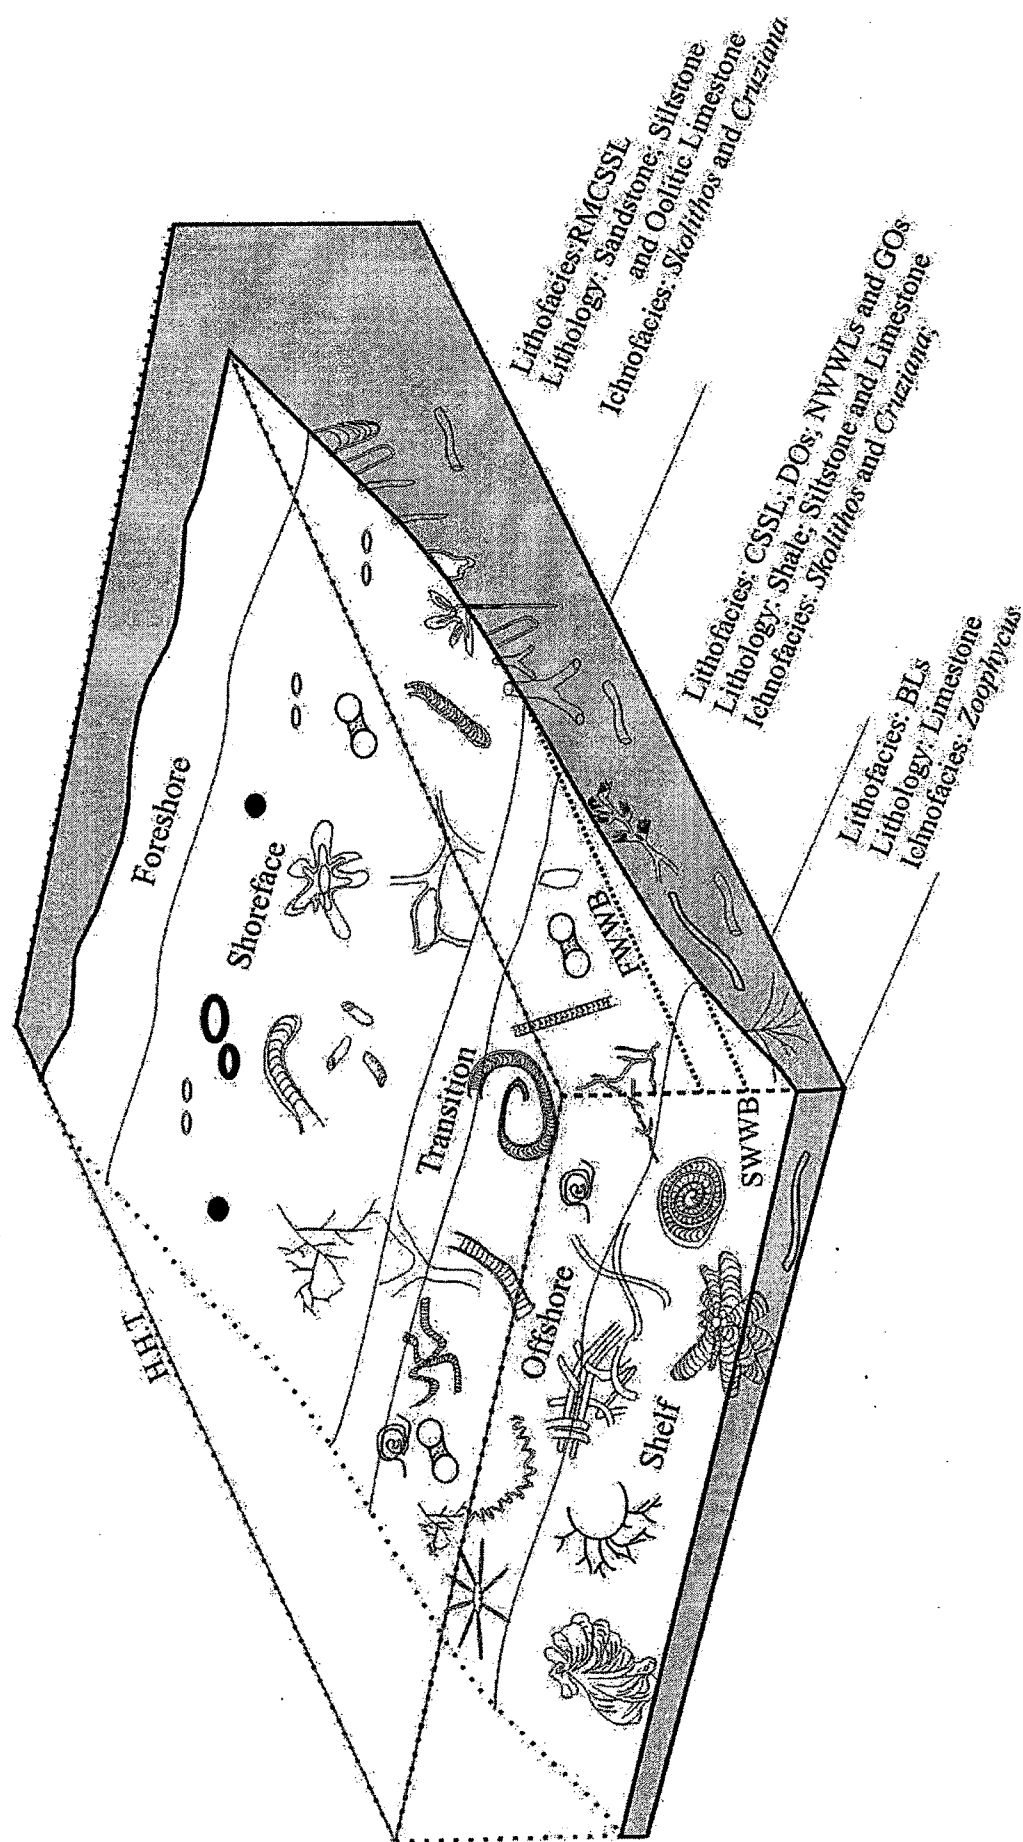 Foreshore
Shoreface
Transition
Offshore
Shelf
H.H.T
FWWB
SWWB
Lithofacies:RMCSSL
Lithology: Sandstone; Siltstone
and Oolitic Limestone
Ichniofacies: Skolithos and Cruziana
Lithofacies: CSSL; DOs; NWWLs and GOs
Lithology: Shale; Siltstone and Limestone
Ichnofacies: Skolithos and Cruziana;
Lithofacies: BLs
Lithology: Limestone
Ichnofacies: Zoophycus